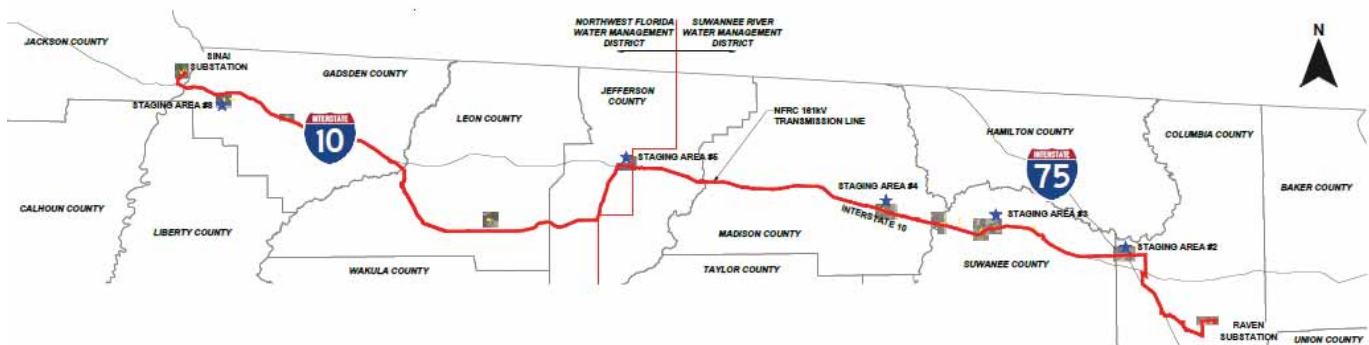 NORTHWEST FLORIDA
WATER MANAGEMENT
DISTRICT
SUWANNEE RIVER
WATER MANAGEMENT
DISTRICT
N
JACKSON COUNTY
SINAI
SUBSTATION
GADSDEN COUNTY
STAGING AREA #8
INTERSTATE
10
LEON COUNTY
JEFFERSON
COUNTY
NFRC 161kV
TRANSMISSION LINE
HAMILTON COUNTY
COLUMBIA COUNTY
INTERSTATE
75
STAGING AREA #5
STAGING AREA #4
INTERSTATE 10
STAGING AREA #3
BAKER COUNTY
CALHOUN COUNTY
LIBERTY COUNTY
MADISON COUNTY
STAGING AREA #2
WAKULA COUNTY
TAYLOR COUNTY
SUWANEE COUNTY
RAVEN
SUBSTATION
UNION COUNTY